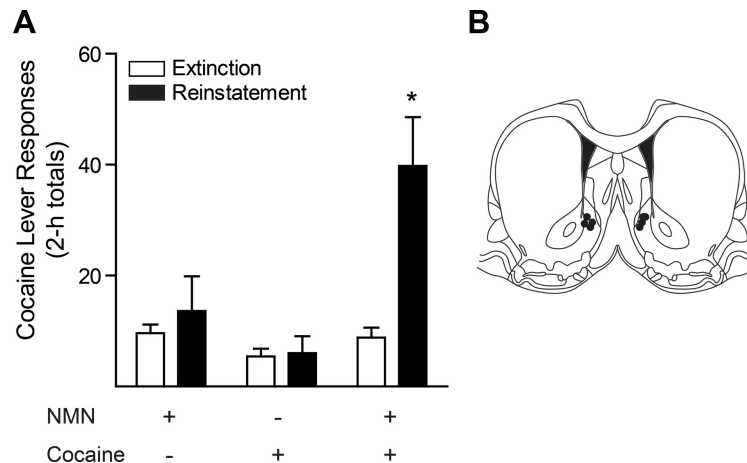 A
B
60
40
20
Cocaine Lever Responses
(2-h totals)
Extinction
Reinstatement
*
NMN + - +
Cocaine - + +